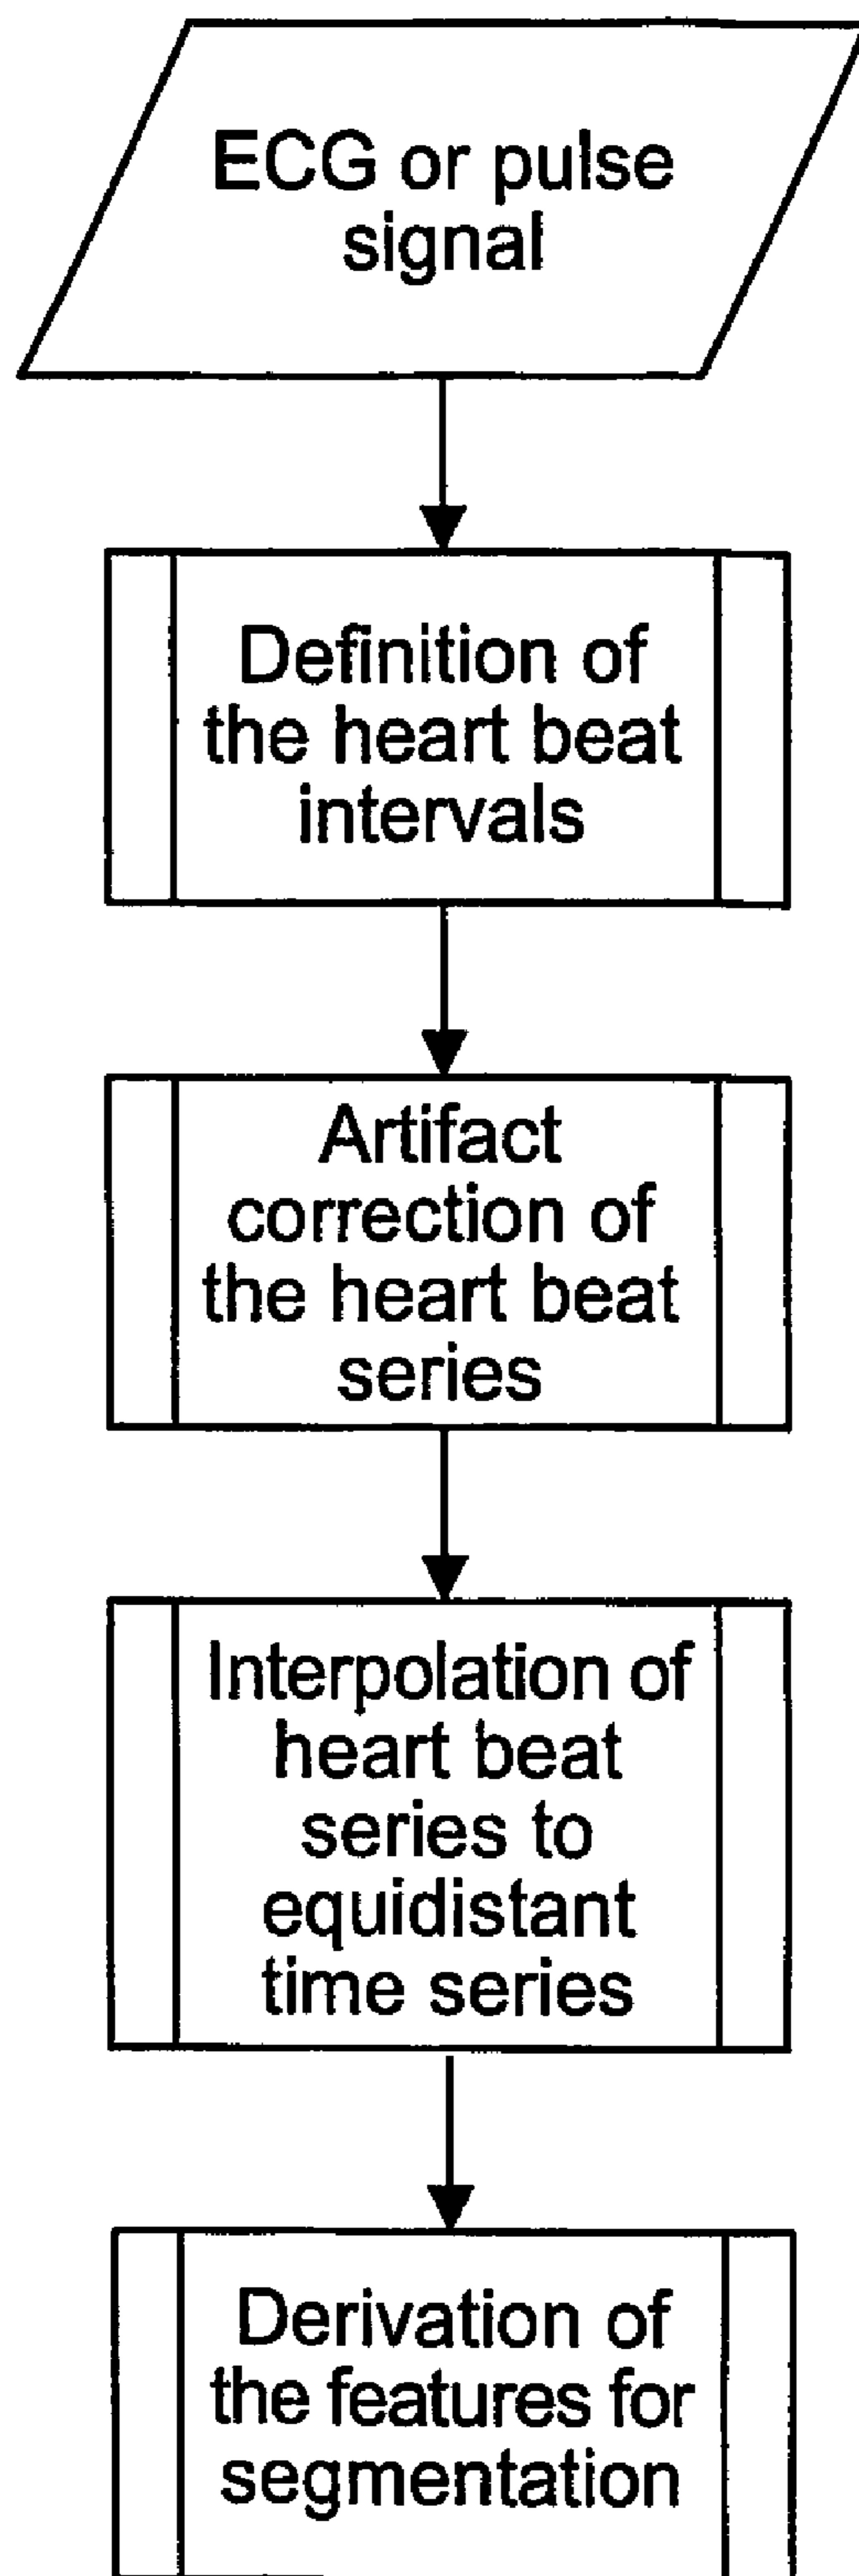 ECG or pulse
signal
Definition of
the heart beat
intervals
Artifact
correction of
the heart beat
series
Interpolation of
heart beat
series to
equidistant
time series
Derivation of
the features for
segmentation